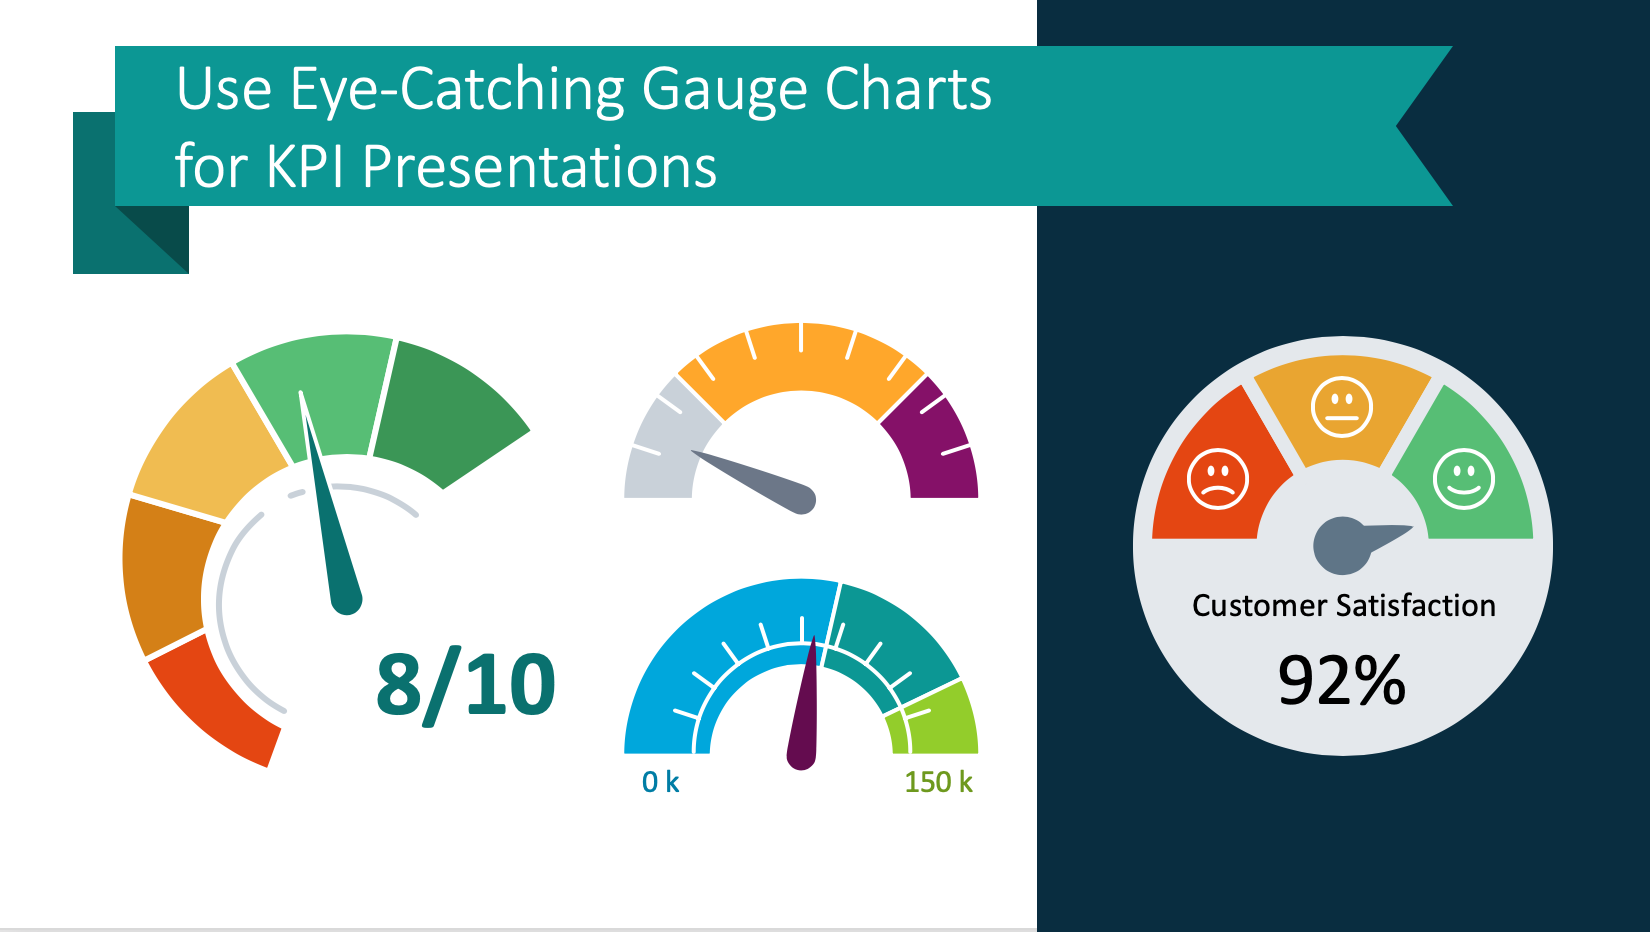 Use Eye-Catching Gauge Charts
for KPI Presentations
8/10
0 k
150 k
Customer Satisfaction
92%